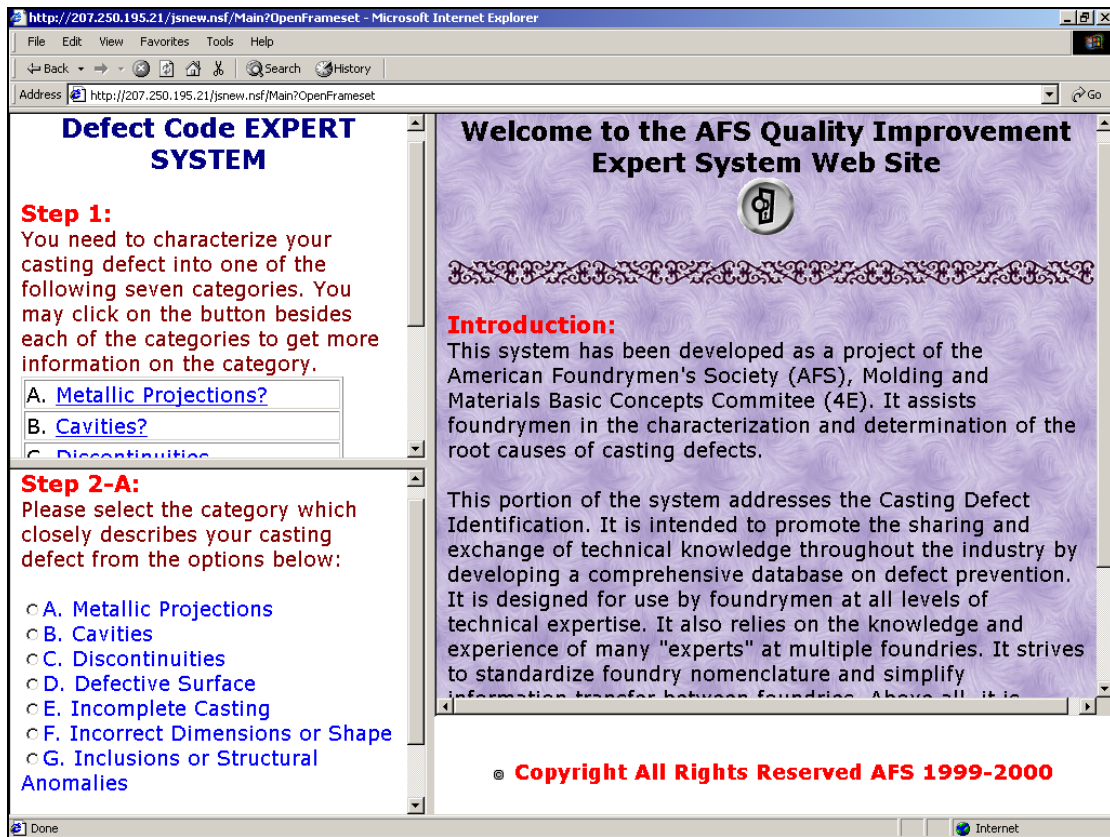 http://207.250.195.21/jsnew.nsf/Main?OpenFrameset - Microsoft Internet Explorer
File Edit View Favorites Tools Help
Back Search History
Address http://207.250.195.21/jsnew.nsf/Main?OpenFrameset Go
Defect Code EXPERT
SYSTEM
Step 1:
You need to characterize your
casting defect into one of the
following seven categories. You
may click on the button besides
each of the categories to get more
information on the category.
A. Metallic Projections?
B. Cavities?
C. Discontinuities
Step 2-A:
Please select the category which
closely describes your casting
defect from the options below:
A. Metallic Projections
B. Cavities
C. Discontinuities
D. Defective Surface
E. Incomplete Casting
F. Incorrect Dimensions or Shape
G. Inclusions or Structural
Anomalies
Welcome to the AFS Quality Improvement
Expert System Web Site
Introduction:
This system has been developed as a project of the
American Foundrymen's Society (AFS), Molding and
Materials Basic Concepts Commitee (4E). It assists
foundrymen in the characterization and determination of the
root causes of casting defects.
This portion of the system addresses the Casting Defect
Identification. It is intended to promote the sharing and
exchange of technical knowledge throughout the industry by
developing a comprehensive database on defect prevention.
It is designed for use by foundrymen at all levels of
technical expertise. It also relies on the knowledge and
experience of many "experts" at multiple foundries. It strives
to standardize foundry nomenclature and simplify
information transfer between foundries. Above all, it is
© Copyright All Rights Reserved AFS 1999-2000
Done Internet